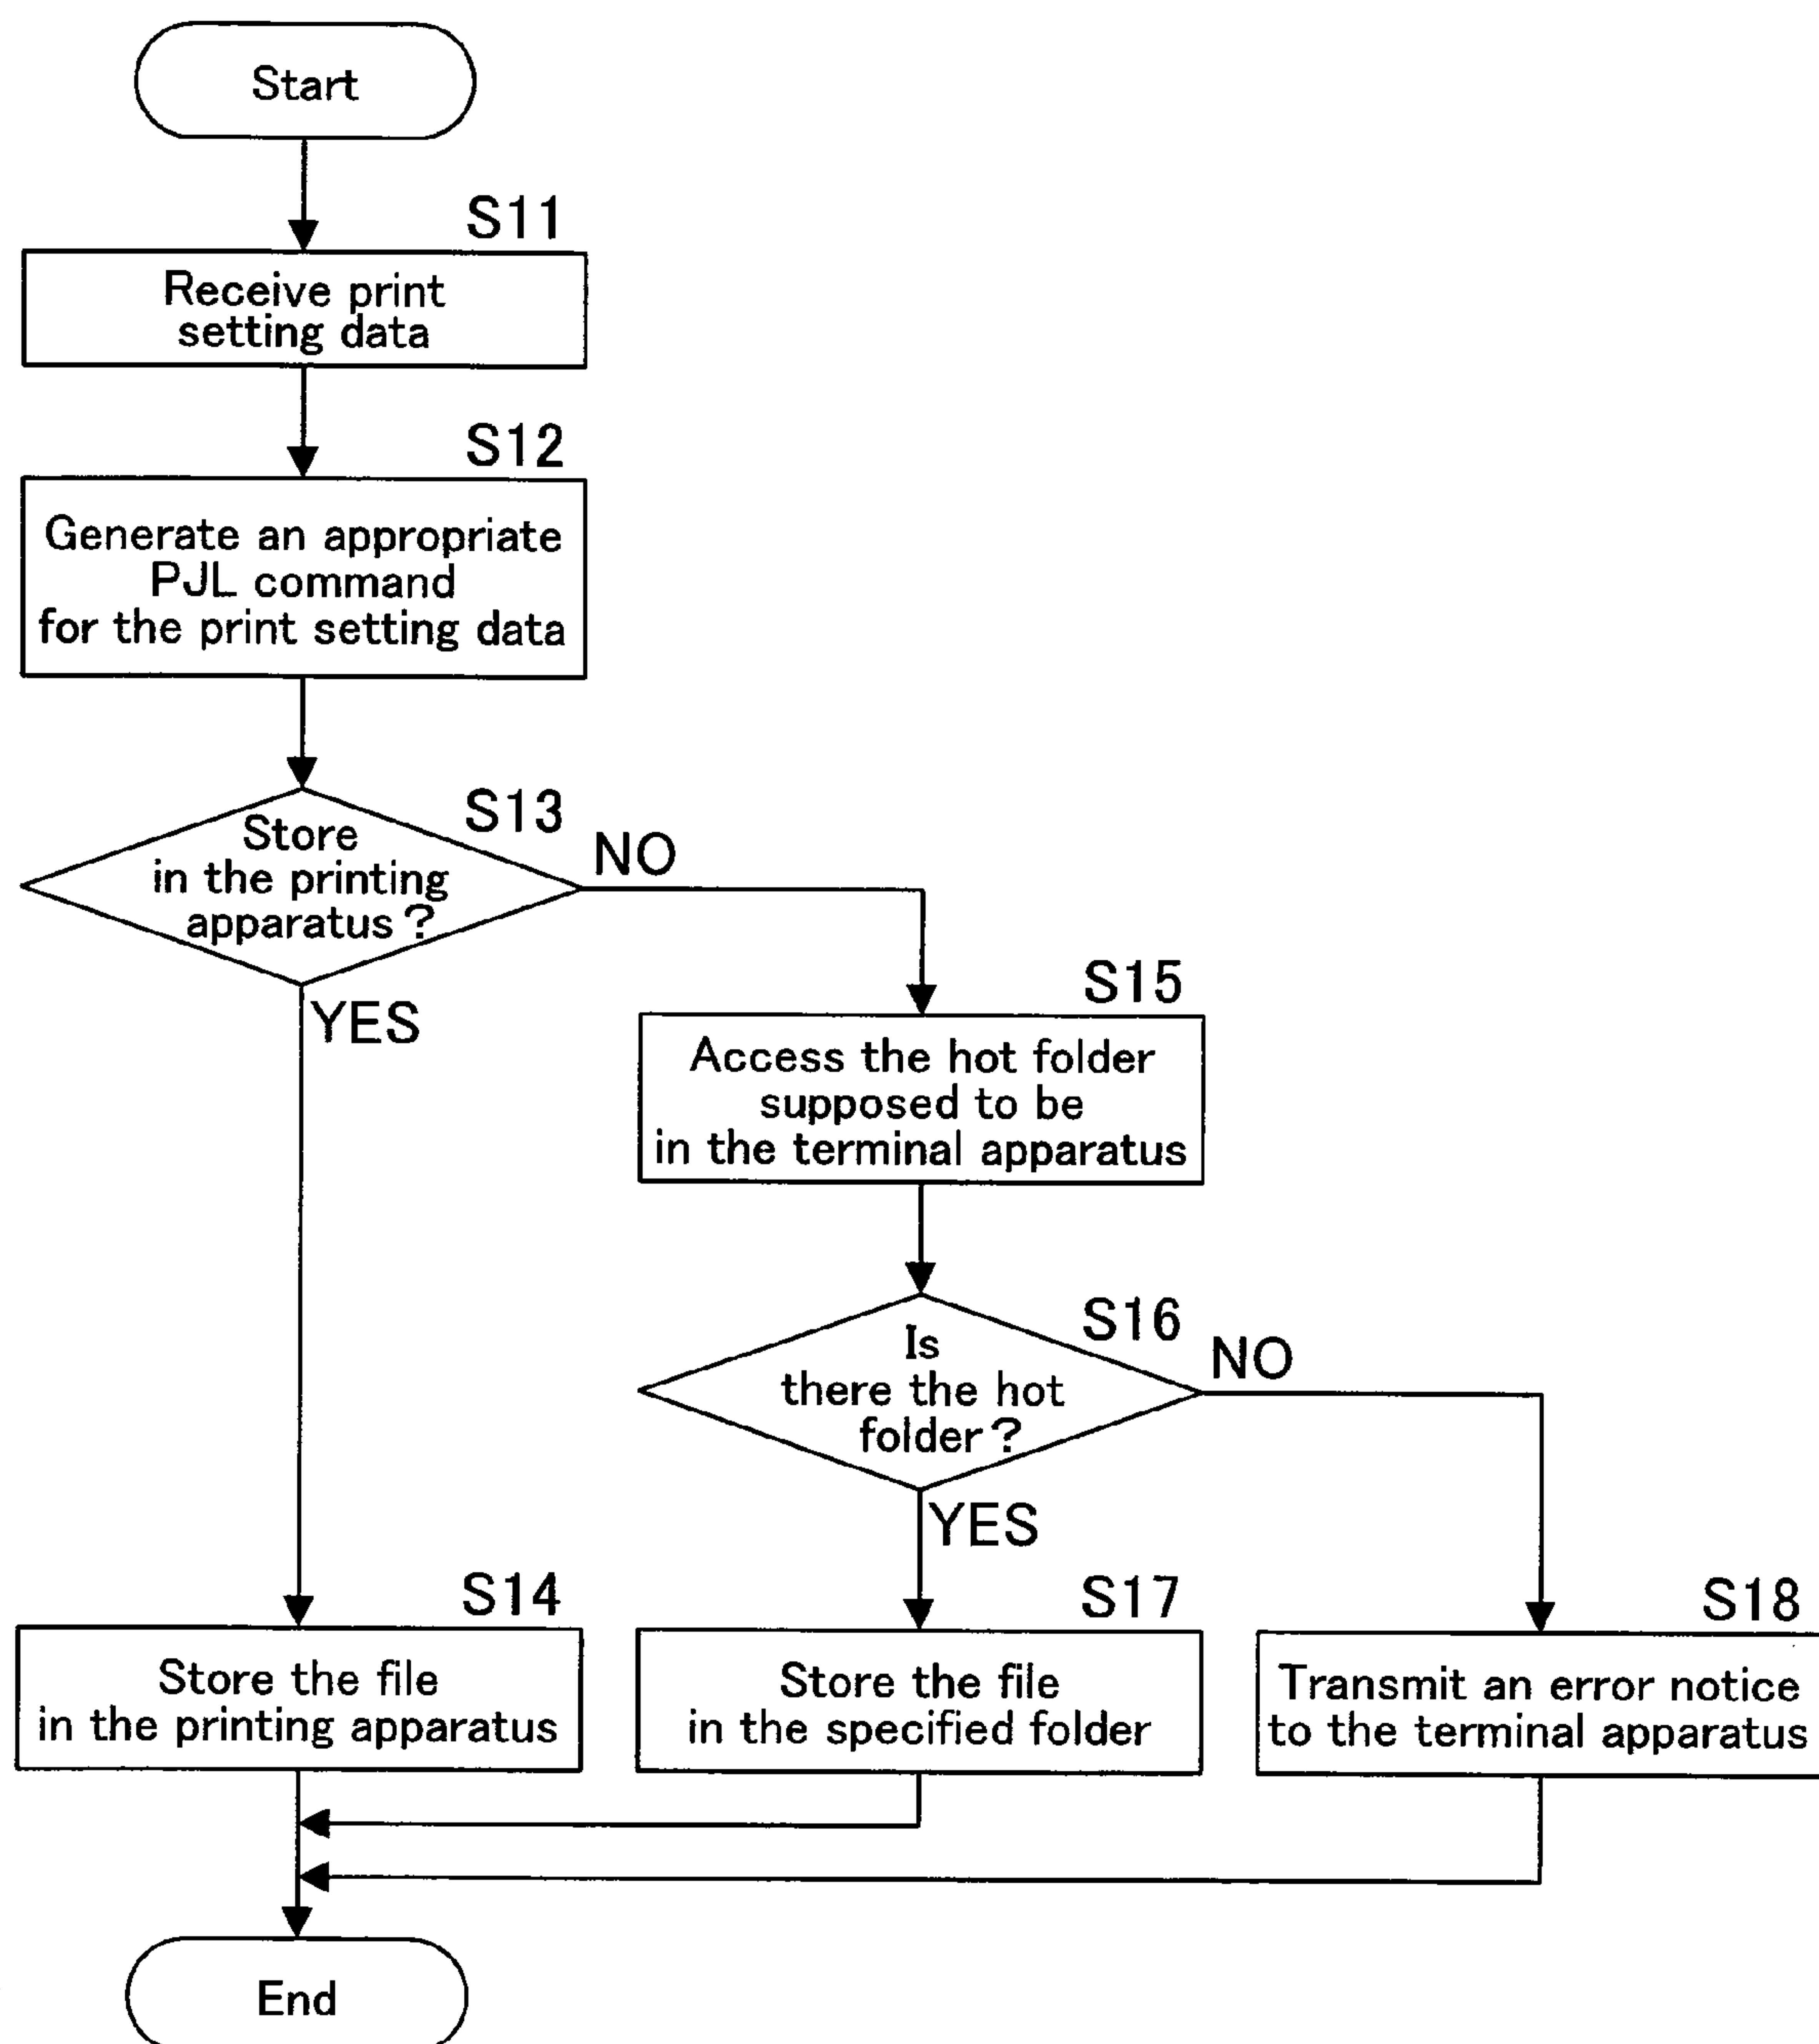 Start
S11
Receive print
setting data
S12
Generate an appropriate
PJL command
for the print setting data
S13
Store
in the printing
apparatus?
NO
YES
S15
Access the hot folder
supposed to be
in the terminal apparatus
S16
Is
there the hot
folder?
NO
YES
S14
Store the file
in the printing apparatus
S17
Store the file
in the specified folder
S18
Transmit an error notice
to the terminal apparatus
End